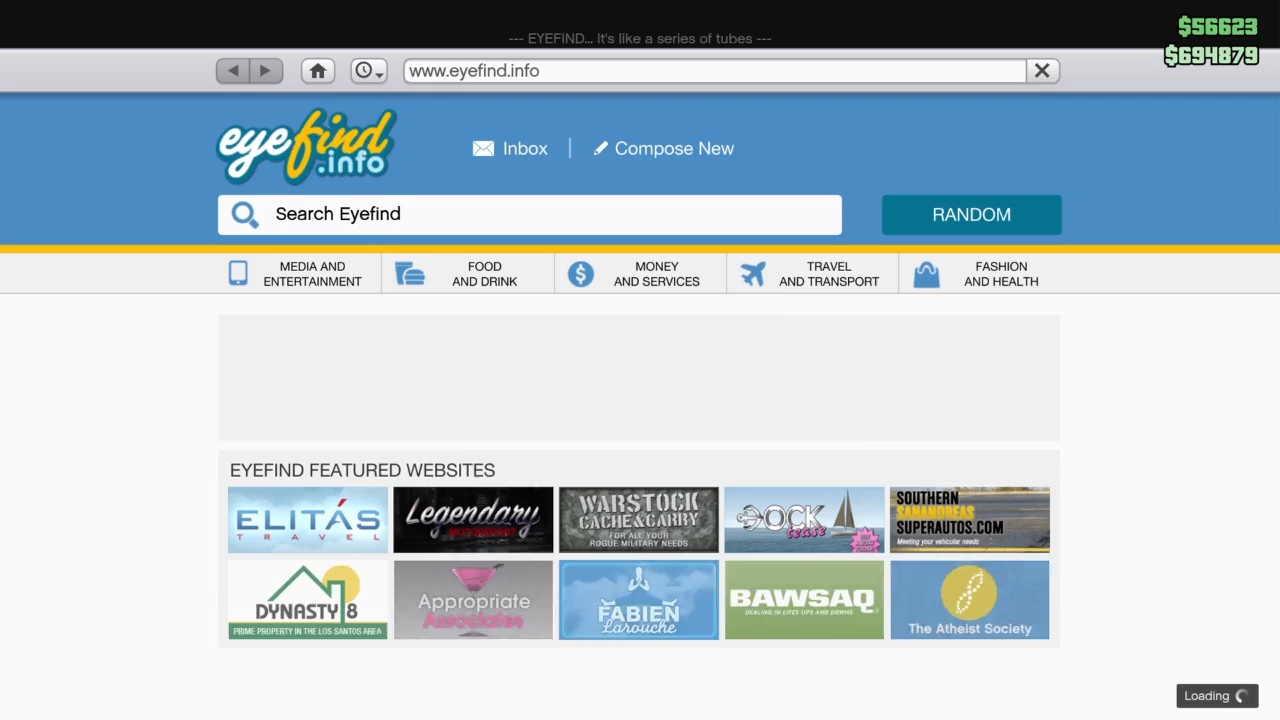 --- EYEFIND... It's like a series of tubes ---
$56623
$694879
www.eyefind.info
eyefind
.info
Inbox
Compose New
Search Eyefind
RANDOM
MEDIA AND
ENTERTAINMENT
FOOD
AND DRINK
MONEY
AND SERVICES
TRAVEL
AND TRANSPORT
FASHION
AND HEALTH
EYEFIND FEATURED WEBSITES
ELITÁS
TRAVEL
Legendary
MOTORSPORT
WARSTOCK
CACHE&CARRY
FOR ALL YOUR
ROGUE MILITARY NEEDS
DOCK
tease
SOUTHERN
SANANDREAS
SUPERAUTOS.COM
Meeting your vehicular needs
DYNASTY 8
PRIME PROPERTY IN THE LOS SANTOS AREA
Appropriate
Associates
FABIEN
Larouche
BAWSAQ
DEALING IN LIFES UPS AND DOWNS
The Atheist Society
Loading